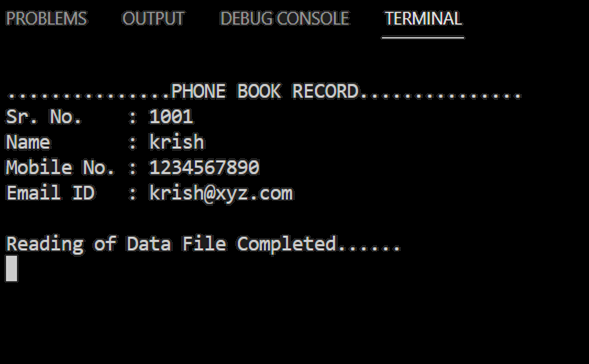 PROBLEMS OUTPUT DEBUG CONSOLE TERMINAL
...............PHONE BOOK RECORD...............
Sr. No. : 1001
Name : krish
Mobile No. : 1234567890
Email ID : krish@xyz.com
Reading of Data File Completed......